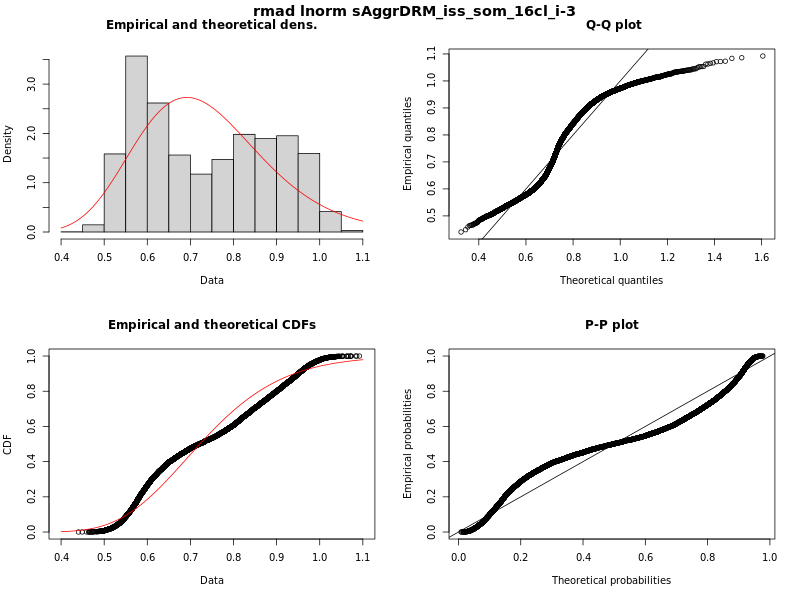 rmad lnorm sAggrDRM_iss_som_16cl_i-3
Empirical and theoretical dens.
Density
0.0 1.0 2.0 3.0
0.4 0.5 0.6 0.7 0.8 0.9 1.0 1.1
Data
Q-Q plot
Empirical quantiles
0.5 0.6 0.7 0.8 0.9 1.0 1.1
0.4 0.6 0.8 1.0 1.2 1.4 1.6
Theoretical quantiles
Empirical and theoretical CDFs
CDF
0.0 0.2 0.4 0.6 0.8 1.0
0.4 0.5 0.6 0.7 0.8 0.9 1.0 1.1
Data
P-P plot
Empirical probabilities
0.0 0.2 0.4 0.6 0.8 1.0
0.0 0.2 0.4 0.6 0.8 1.0
Theoretical probabilities